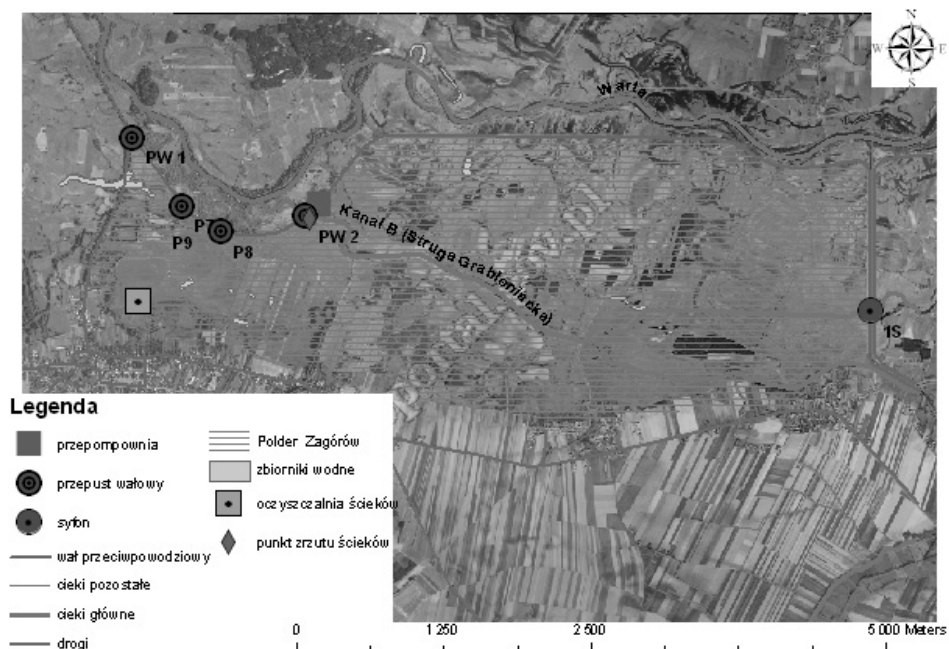 N
W E
S
Warta
PW 1
P7
P9
P8
PW 2
Kanał B (Struga Grabieniecka)
1S
Legenda
przepompownia
przepust wałowy
syfon
wał przeciwpowodziowy
cieki pozostałe
cieki główne
drogi
Polder Zagórów
zbiorniki wodne
oczyszczalnia ścieków
punkt zrzutu ścieków
0 1 250 2 500 5 000 Meters